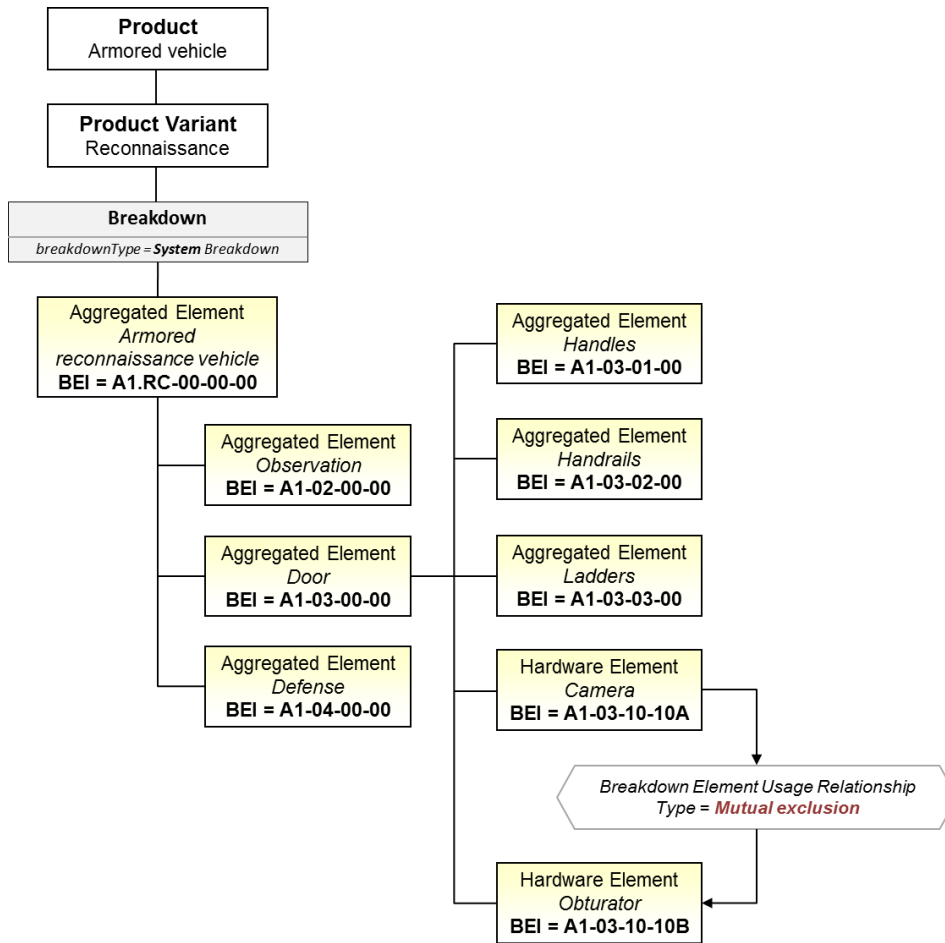 Product
Armored vehicle
Product Variant
Reconnaissance
Breakdown
breakdownType = System Breakdown
Aggregated Element
Armored
reconnaissance vehicle
BEI = A1.RC-00-00-00
Aggregated Element
Observation
BEI = A1-02-00-00
Aggregated Element
Door
BEI = A1-03-00-00
Aggregated Element
Defense
BEI = A1-04-00-00
Aggregated Element
Handles
BEI = A1-03-01-00
Aggregated Element
Handrails
BEI = A1-03-02-00
Aggregated Element
Ladders
BEI = A1-03-03-00
Hardware Element
Camera
BEI = A1-03-10-10A
Breakdown Element Usage Relationship
Type = Mutual exclusion
Hardware Element
Obturator
BEI = A1-03-10-10B